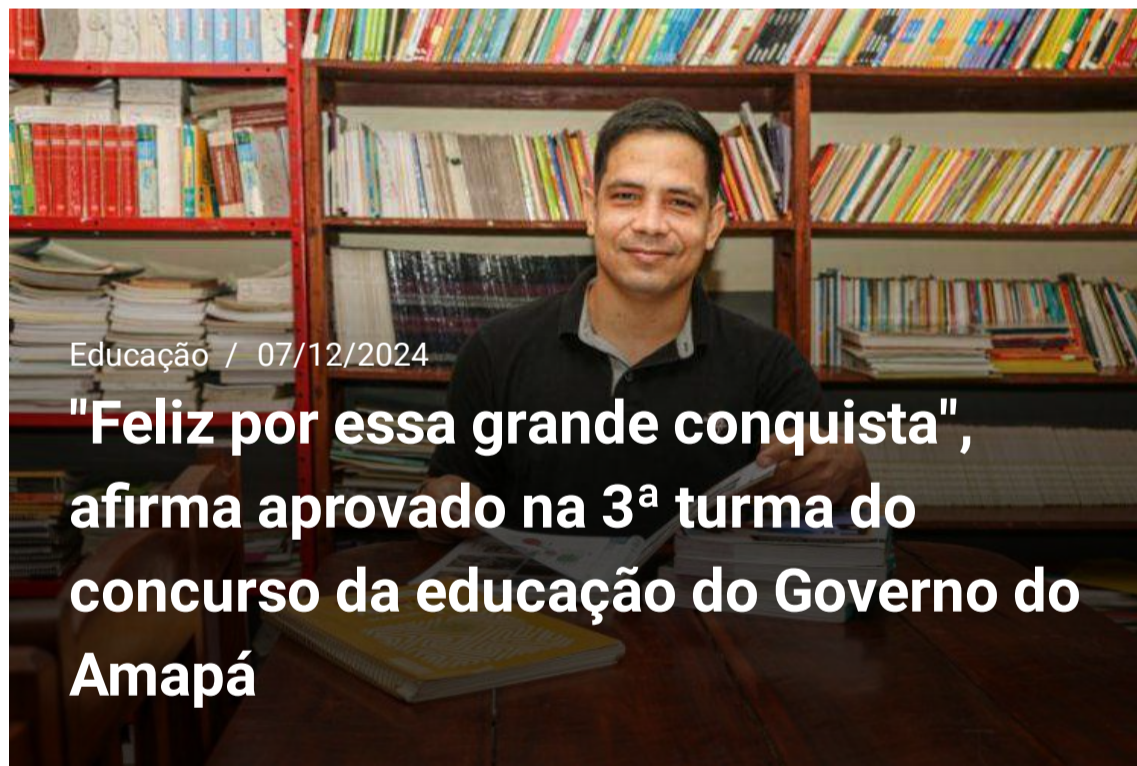 Educação / 07/12/2024
"Feliz por essa grande conquista",
afirma aprovado na 3ª turma do
concurso da educação do Governo do
Amapá